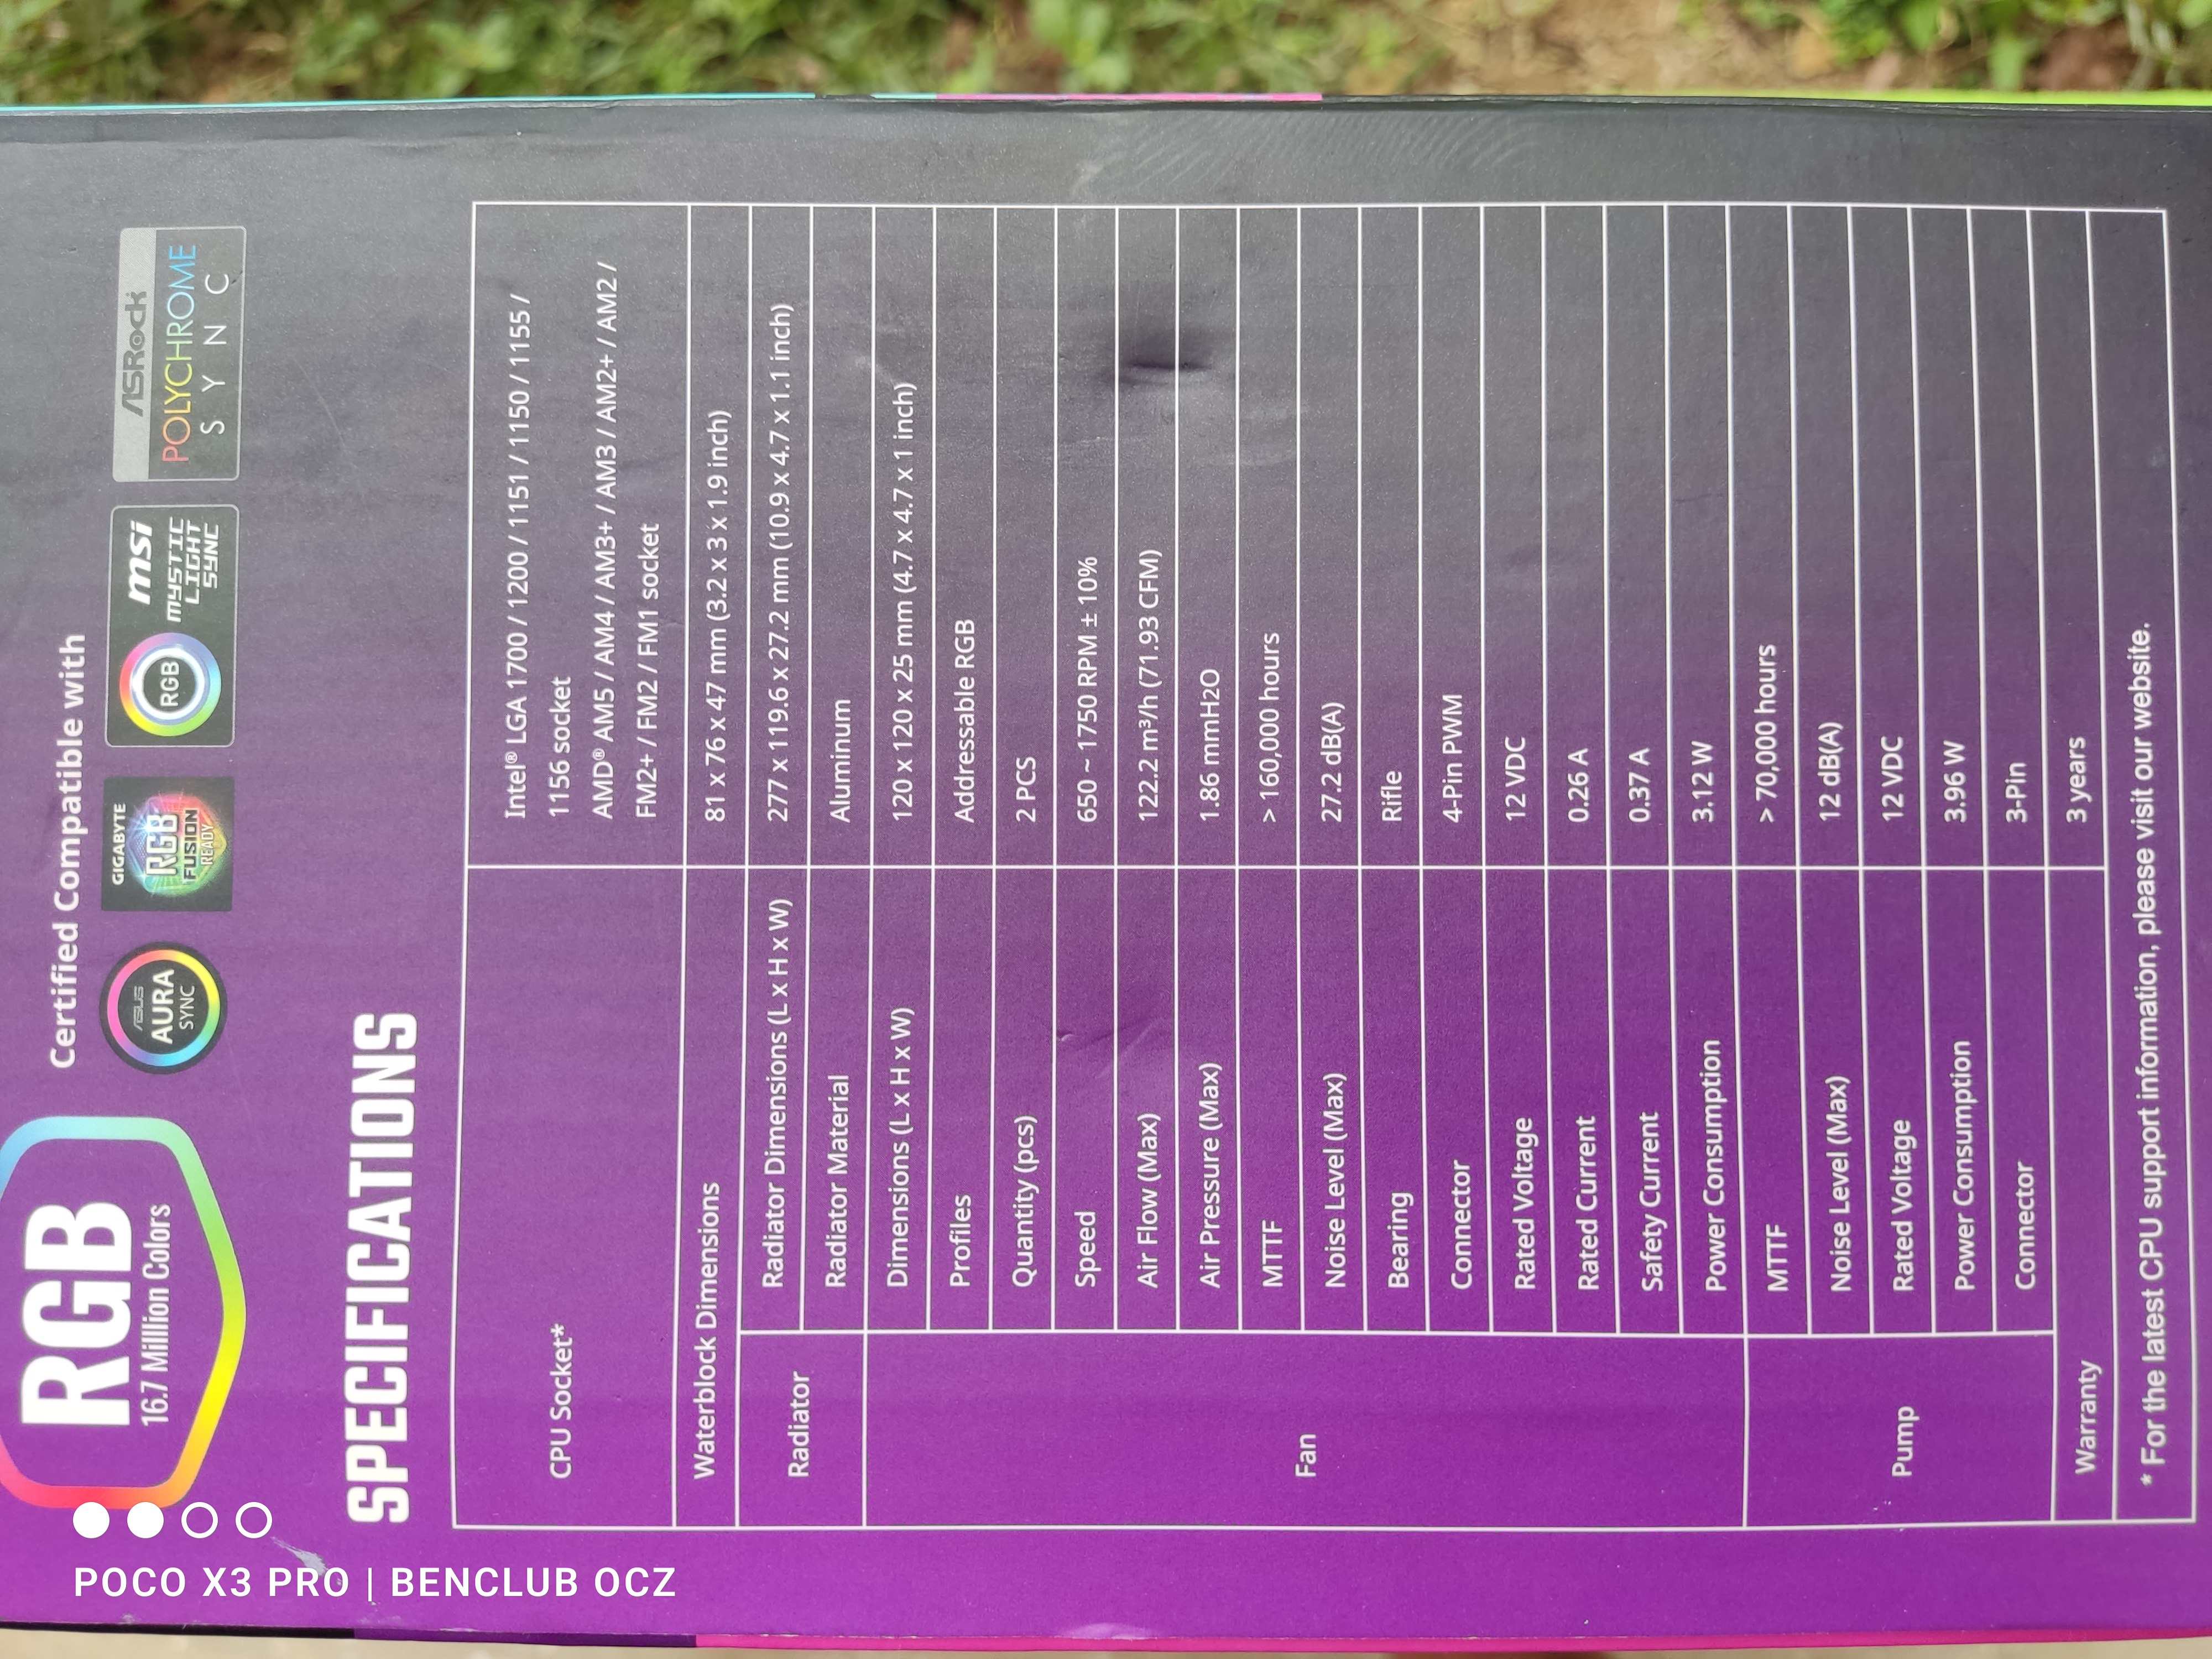 RGB
16.7 Million Colors
Certified Compatible with
ASUS
AURA
SYNC
GIGABYTE
RGB
FUSION
READY
RGB
msi
MYSTIC
LIGHT
SYNC
ASRock
POLYCHROME
SYNC
SPECIFICATIONS
CPU Socket* Intel® LGA 1700 / 1200 / 1151 / 1150 / 1155 /
1156 socket
AMD® AM5 / AM4 / AM3+ / AM3 / AM2+ / AM2 /
FM2+ / FM2 / FM1 socket
Waterblock Dimensions 81 x 76 x 47 mm (3.2 x 3 x 1.9 inch)
Radiator
Radiator Dimensions (L x H x W) 277 x 119.6 x 27.2 mm (10.9 x 4.7 x 1.1 inch)
Radiator Material Aluminum
Fan
Dimensions (L x H x W) 120 x 120 x 25 mm (4.7 x 4.7 x 1 inch)
Profiles Addressable RGB
Quantity (pcs) 2 PCS
Speed 650 ~ 1750 RPM ± 10%
Air Flow (Max) 122.2 m³/h (71.93 CFM)
Air Pressure (Max) 1.86 mmH2O
MTTF > 160,000 hours
Noise Level (Max) 27.2 dB(A)
Bearing Rifle
Connector 4-Pin PWM
Rated Voltage 12 VDC
Rated Current 0.26 A
Safety Current 0.37 A
Power Consumption 3.12 W
Pump
MTTF > 70,000 hours
Noise Level (Max) 12 dB(A)
Rated Voltage 12 VDC
Power Consumption 3.96 W
Connector 3-Pin
Warranty 3 years
* For the latest CPU support information, please visit our website.
POCO X3 PRO | BENCLUB OCZ